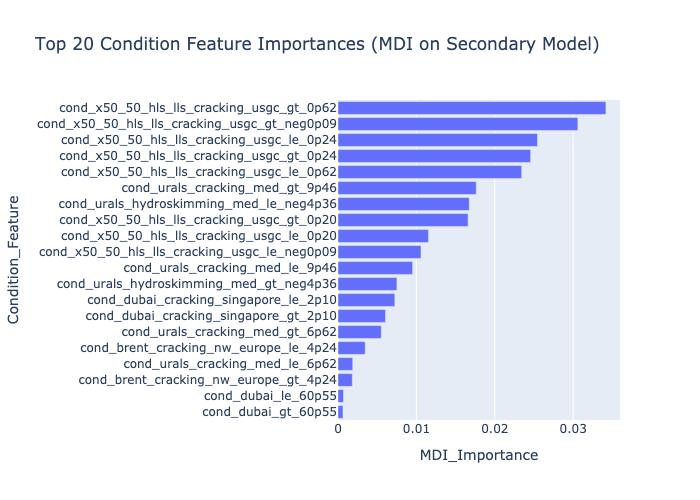 Top 20 Condition Feature Importances (MDI on Secondary Model)
cond_x50_50_hls_lls_cracking_usgc_gt_0p62
cond_x50_50_hls_lls_cracking_usgc_gt_neg0p09
cond_x50_50_hls_lls_cracking_usgc_le_0p24
cond_x50_50_hls_lls_cracking_usgc_gt_0p24
cond_x50_50_hls_lls_cracking_usgc_le_0p62
cond_urals_cracking_med_gt_9p46
cond_urals_hydroskimming_med_le_neg4p36
cond_x50_50_hls_lls_cracking_usgc_gt_0p20
cond_x50_50_hls_lls_cracking_usgc_le_0p20
cond_x50_50_hls_lls_cracking_usgc_le_neg0p09
cond_urals_cracking_med_le_9p46
cond_urals_hydroskimming_med_gt_neg4p36
cond_dubai_cracking_singapore_le_2p10
cond_dubai_cracking_singapore_gt_2p10
cond_urals_cracking_med_gt_6p62
cond_brent_cracking_nw_europe_le_4p24
cond_urals_cracking_med_le_6p62
cond_brent_cracking_nw_europe_gt_4p24
cond_dubai_le_60p55
cond_dubai_gt_60p55
Condition_Feature
0 0.01 0.02 0.03
MDI_Importance